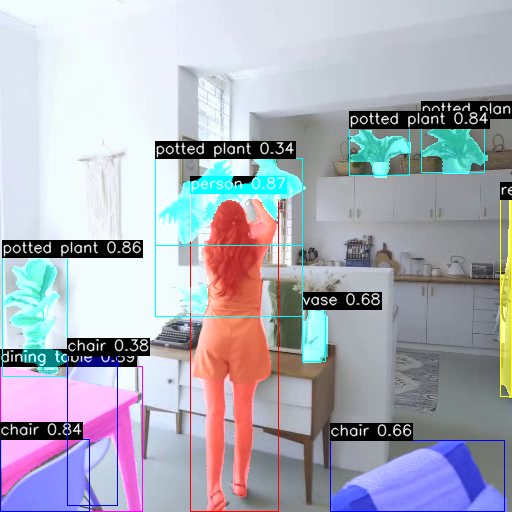 potted plan
potted plant 0.84
potted plant 0.34
person 0.87
re
potted plant 0.86
vase 0.68
chair 0.38
dining table 0.89
chair 0.84
chair 0.66